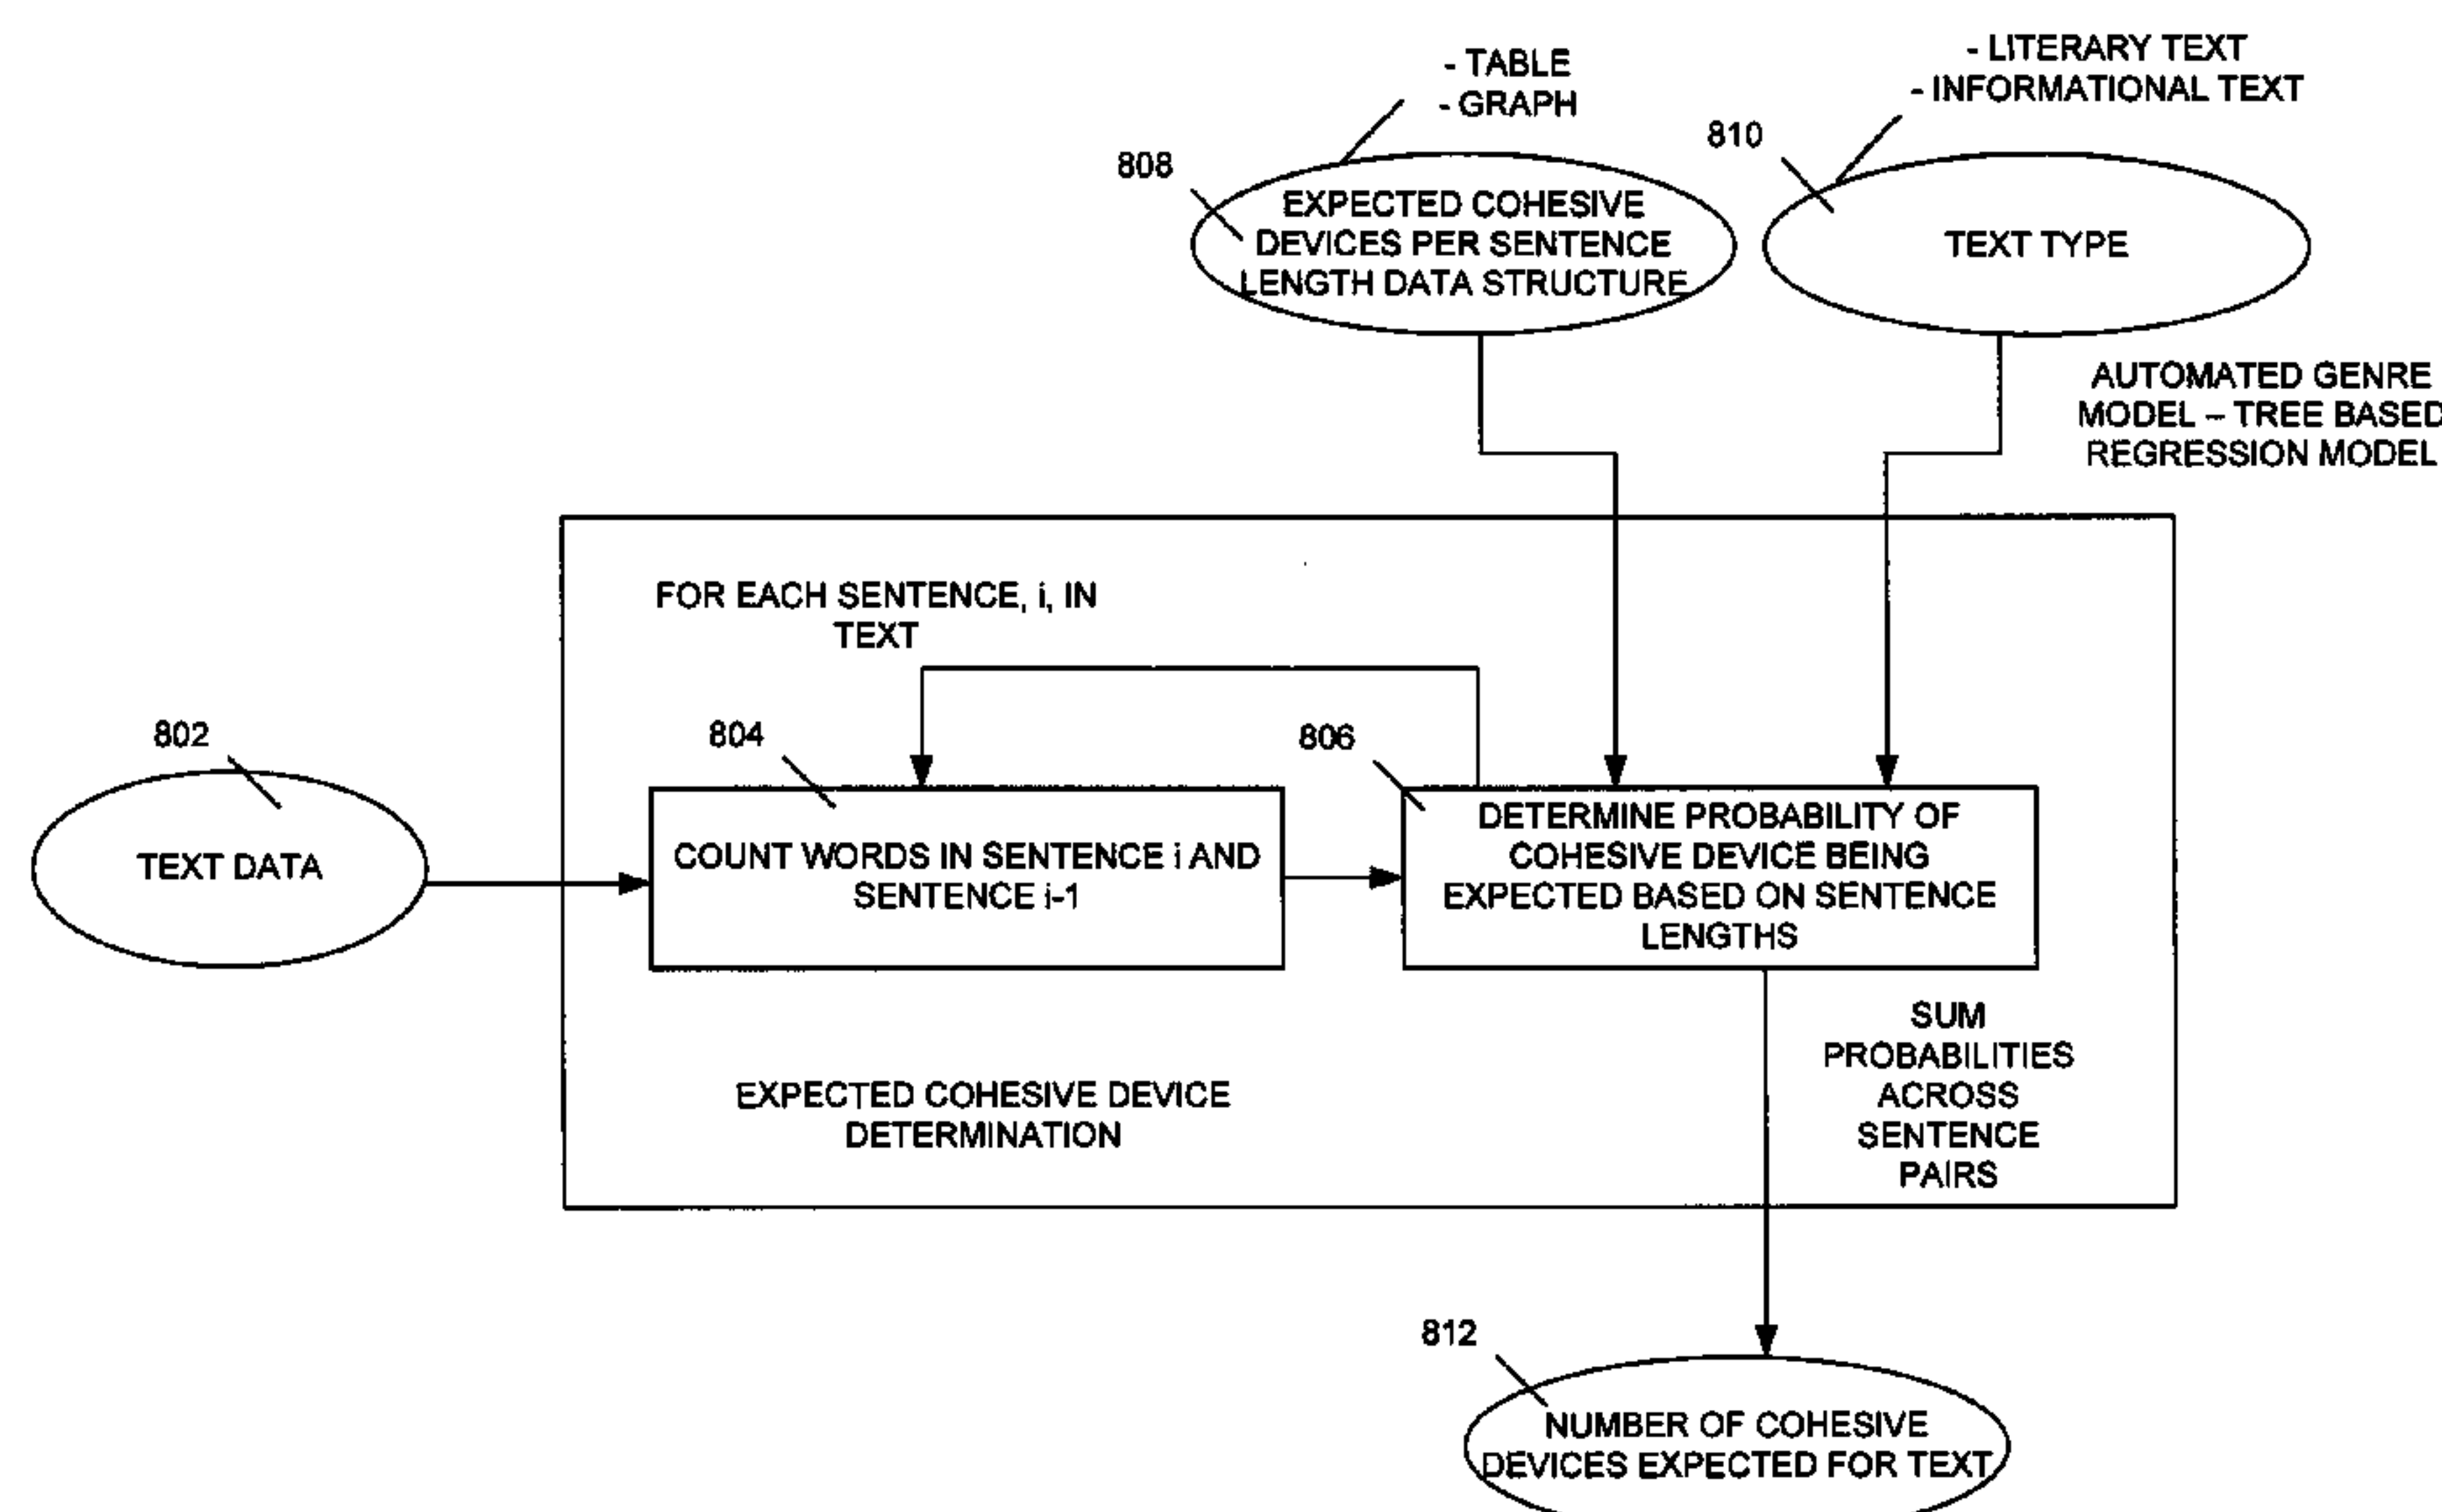 - TABLE
- GRAPH
- LITERARY TEXT
- INFORMATIONAL TEXT
808
810
EXPECTED COHESIVE
DEVICES PER SENTENCE
LENGTH DATA STRUCTURE
TEXT TYPE
AUTOMATED GENRE
MODEL – TREE BASED
REGRESSION MODEL
FOR EACH SENTENCE, i, IN
TEXT
802
804
806
TEXT DATA
COUNT WORDS IN SENTENCE i AND
SENTENCE i-1
DETERMINE PROBABILITY OF
COHESIVE DEVICE BEING
EXPECTED BASED ON SENTENCE
LENGTHS
SUM
PROBABILITIES
ACROSS
SENTENCE
PAIRS
EXPECTED COHESIVE DEVICE
DETERMINATION
812
NUMBER OF COHESIVE
DEVICES EXPECTED FOR TEXT